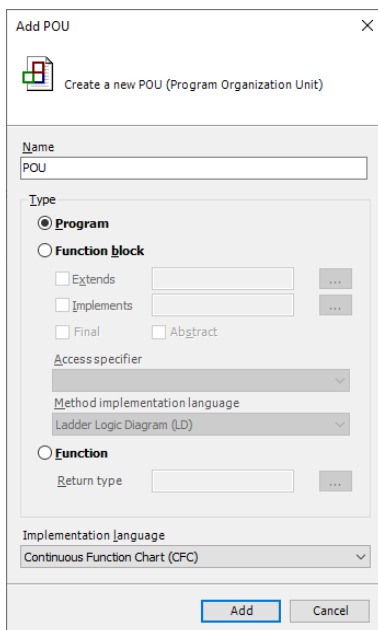 Add POU
Create a new POU (Program Organization Unit)
Name
POU
Type
Program
Function block
Extends
...
Implements
...
Final Abstract
Access specifier
Method implementation language
Ladder Logic Diagram (LD)
Function
Return type
...
Implementation language
Continuous Function Chart (CFC)
Add Cancel